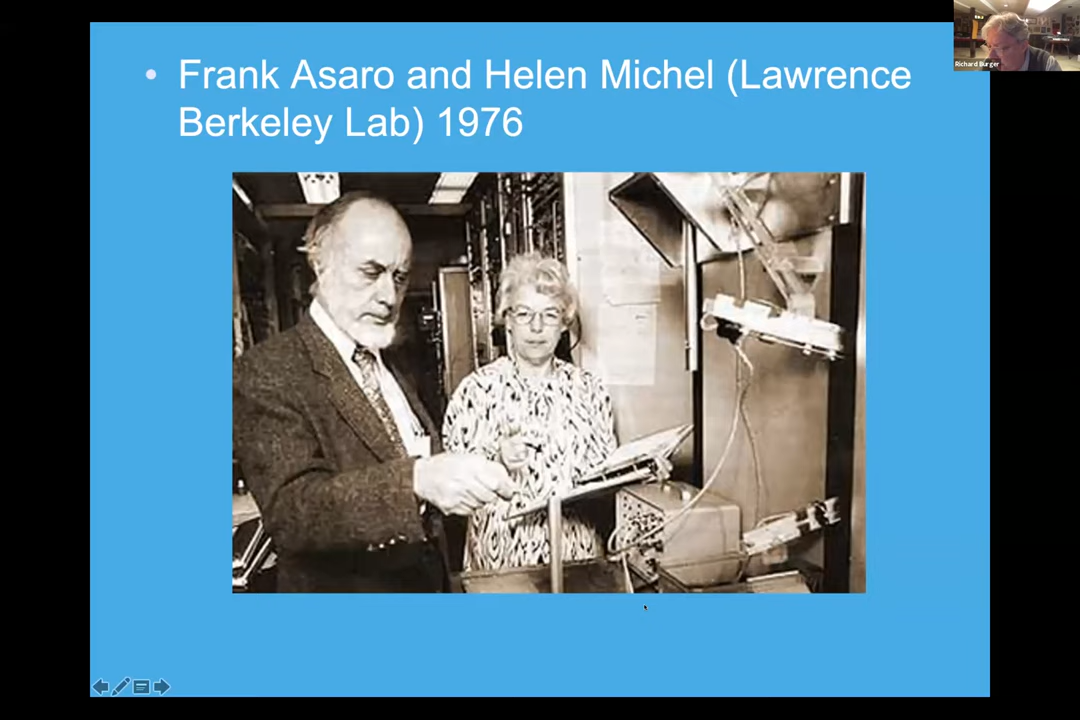 Frank Asaro and Helen Michel (Lawrence
Berkeley Lab) 1976
Richard Burger